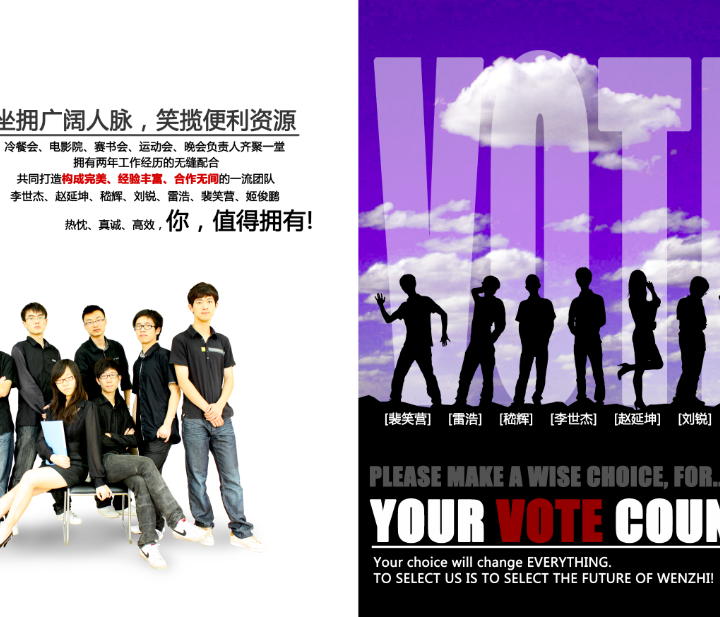 坐拥广阔人脉，笑揽便利资源
冷餐会、电影院、赛书会、运动会、晚会负责人齐聚一堂
拥有两年工作经历的无缝配合
共同打造构成完美、经验丰富、合作无间的一流团队
李世杰、赵延坤、嵇辉、刘锐、雷浩、裴笑营、姬俊鹏
热忱、真诚、高效，你，值得拥有!
VOT
[裴笑营] [雷浩] [嵇辉] [李世杰] [赵延坤] [刘锐]
PLEASE MAKE A WISE CHOICE, FOR..
YOUR VOTE COUN
Your choice will change EVERYTHING.
TO SELECT US IS TO SELECT THE FUTURE OF WENZHI!